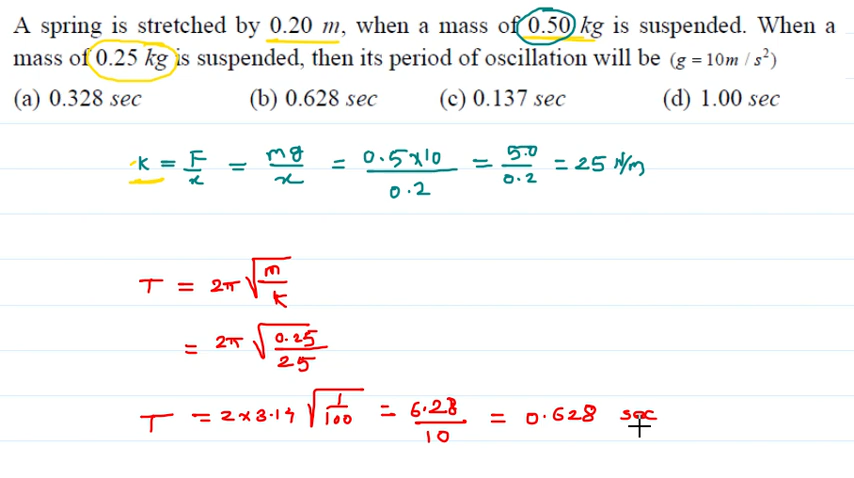 A spring is stretched by 0.20 m, when a mass of 0.50 kg is suspended. When a
mass of 0.25 kg is suspended, then its period of oscillation will be (g = 10m / s²)
(a) 0.328 sec (b) 0.628 sec (c) 0.137 sec (d) 1.00 sec
k = F/x = mg/x = 0.5×10/0.2 = 5.0/0.2 = 25 N/m
T = 2π √(m/k)
= 2π √(0.25/25)
T = 2×3.14 √(1/100) = 6.28/10 = 0.628 sec